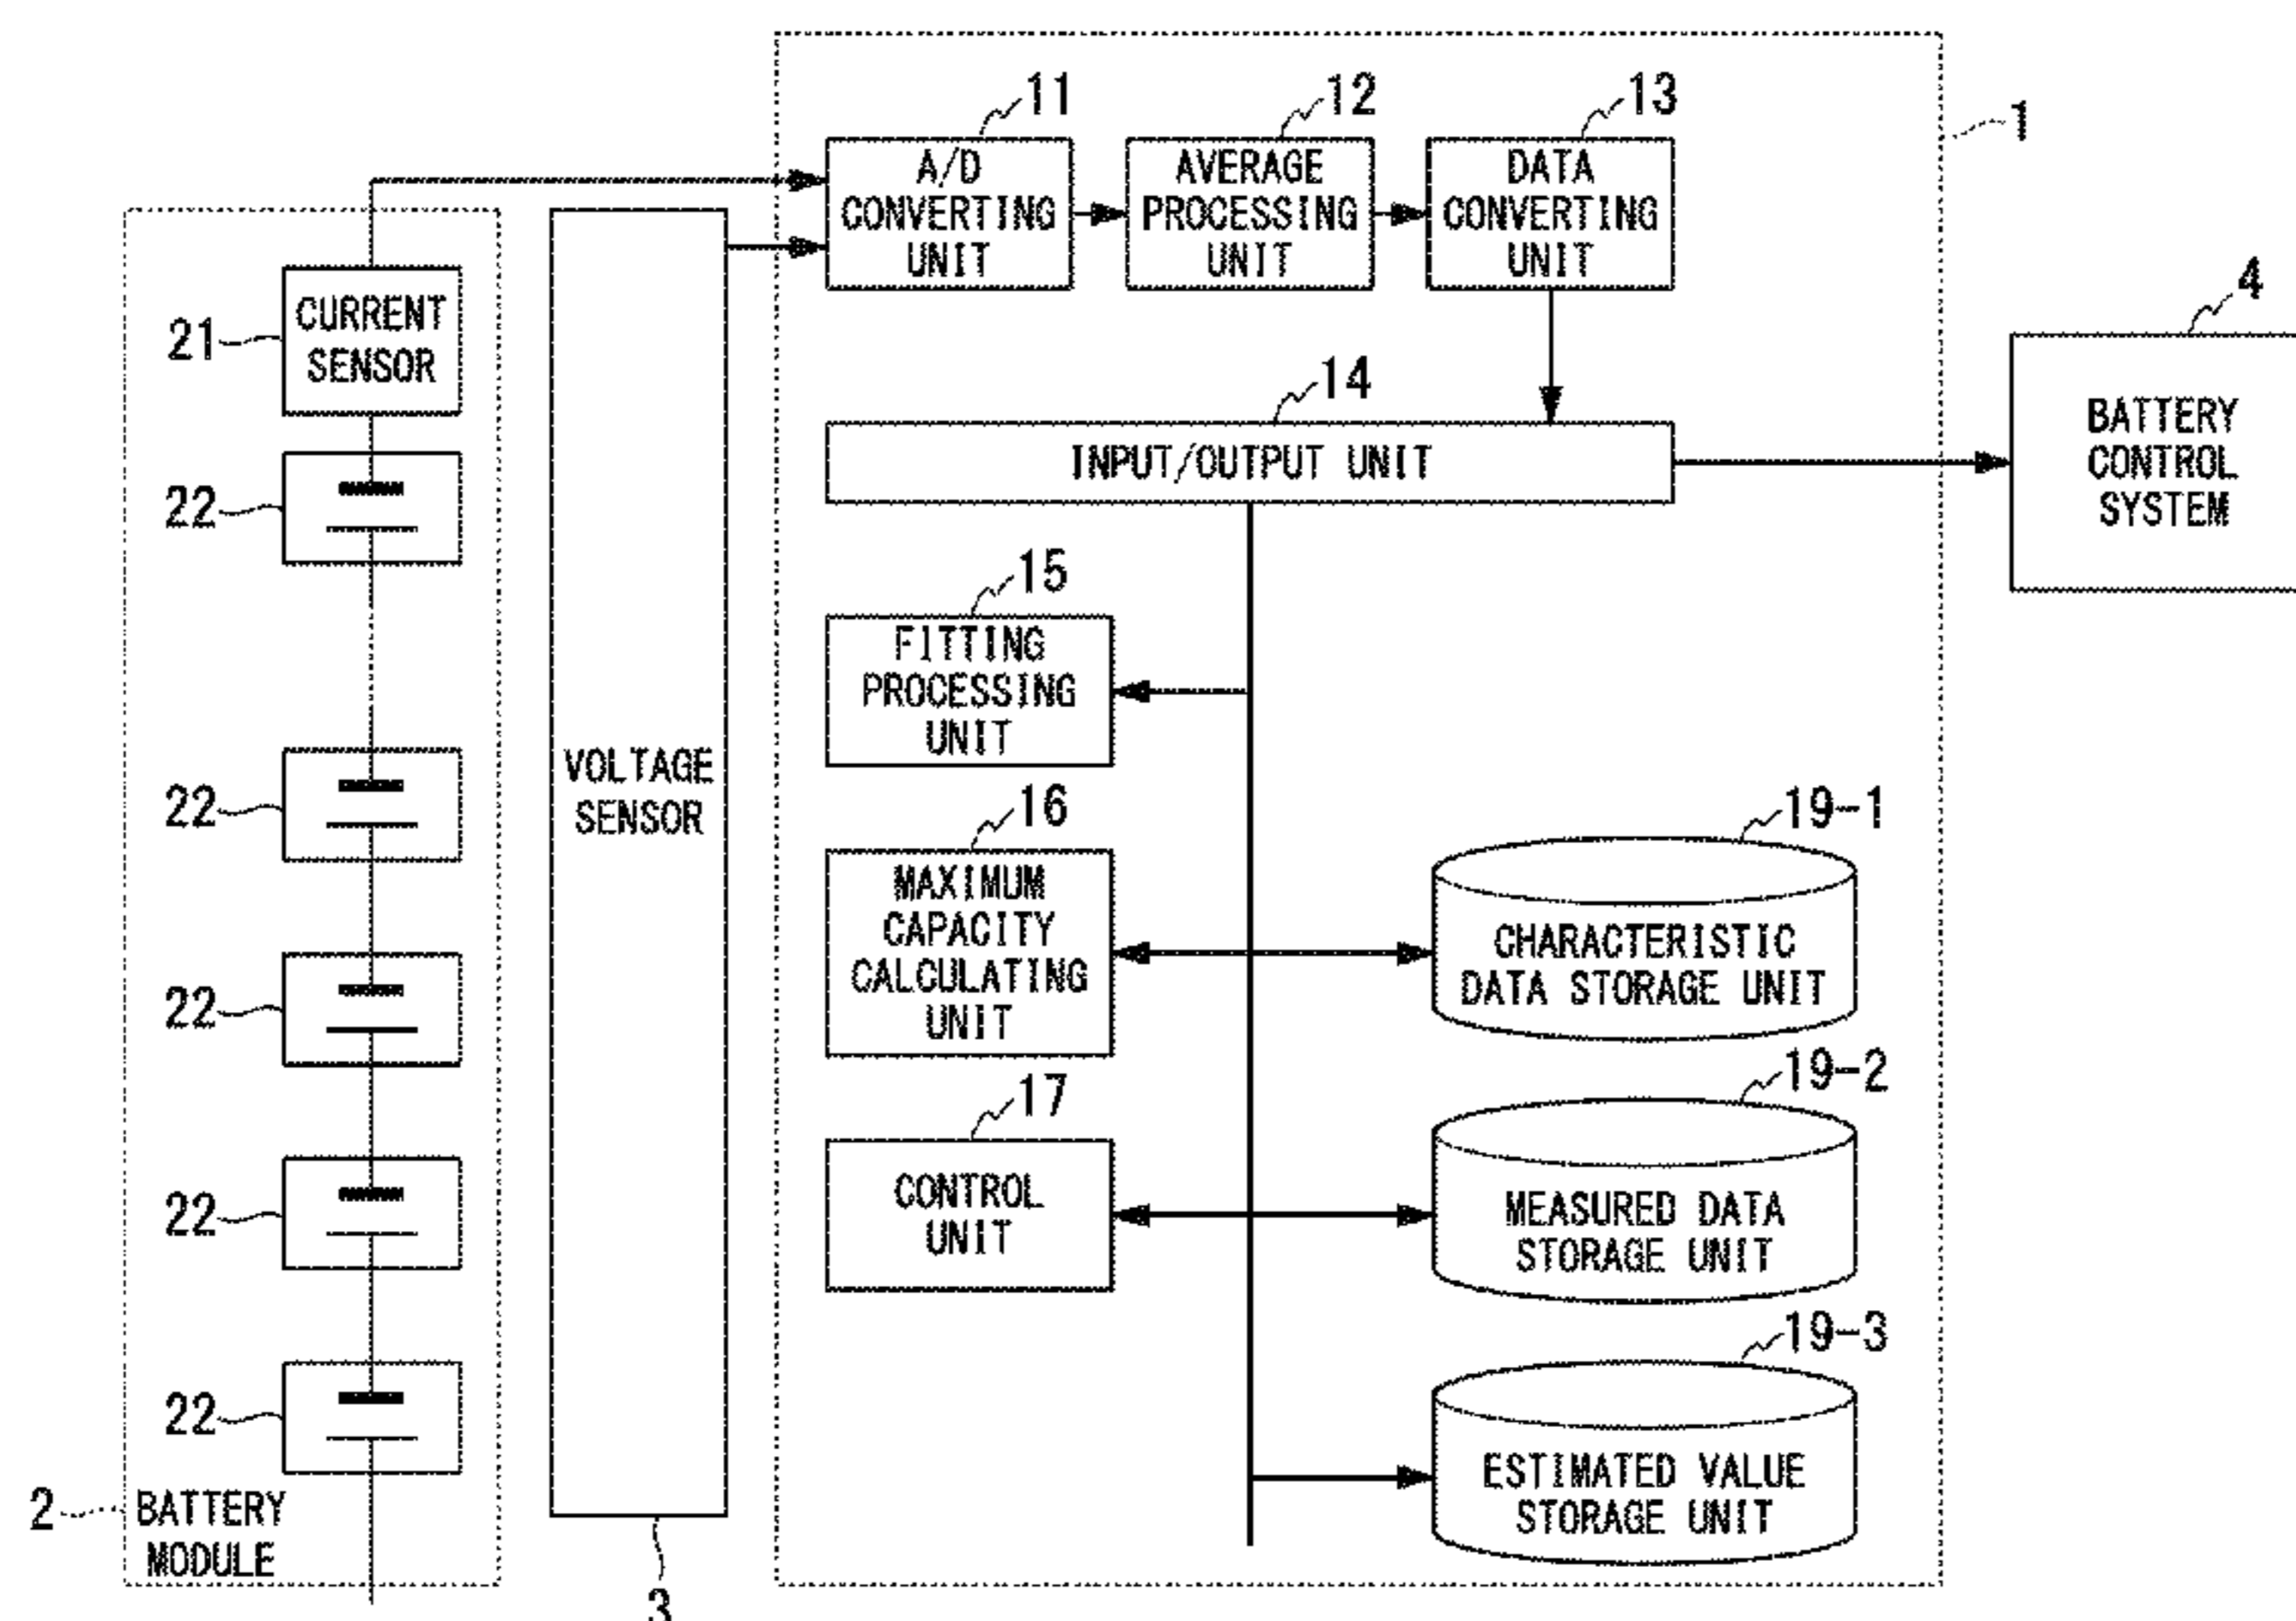 1
11
12
13
A/D
CONVERTING
UNIT
AVERAGE
PROCESSING
UNIT
DATA
CONVERTING
UNIT
4
BATTERY
CONTROL
SYSTEM
14
INPUT/OUTPUT UNIT
21
CURRENT
SENSOR
22
22
22
22
22
2
BATTERY
MODULE
VOLTAGE
SENSOR
3
15
FITTING
PROCESSING
UNIT
16
MAXIMUM
CAPACITY
CALCULATING
UNIT
17
CONTROL
UNIT
19-1
CHARACTERISTIC
DATA STORAGE UNIT
19-2
MEASURED DATA
STORAGE UNIT
19-3
ESTIMATED VALUE
STORAGE UNIT